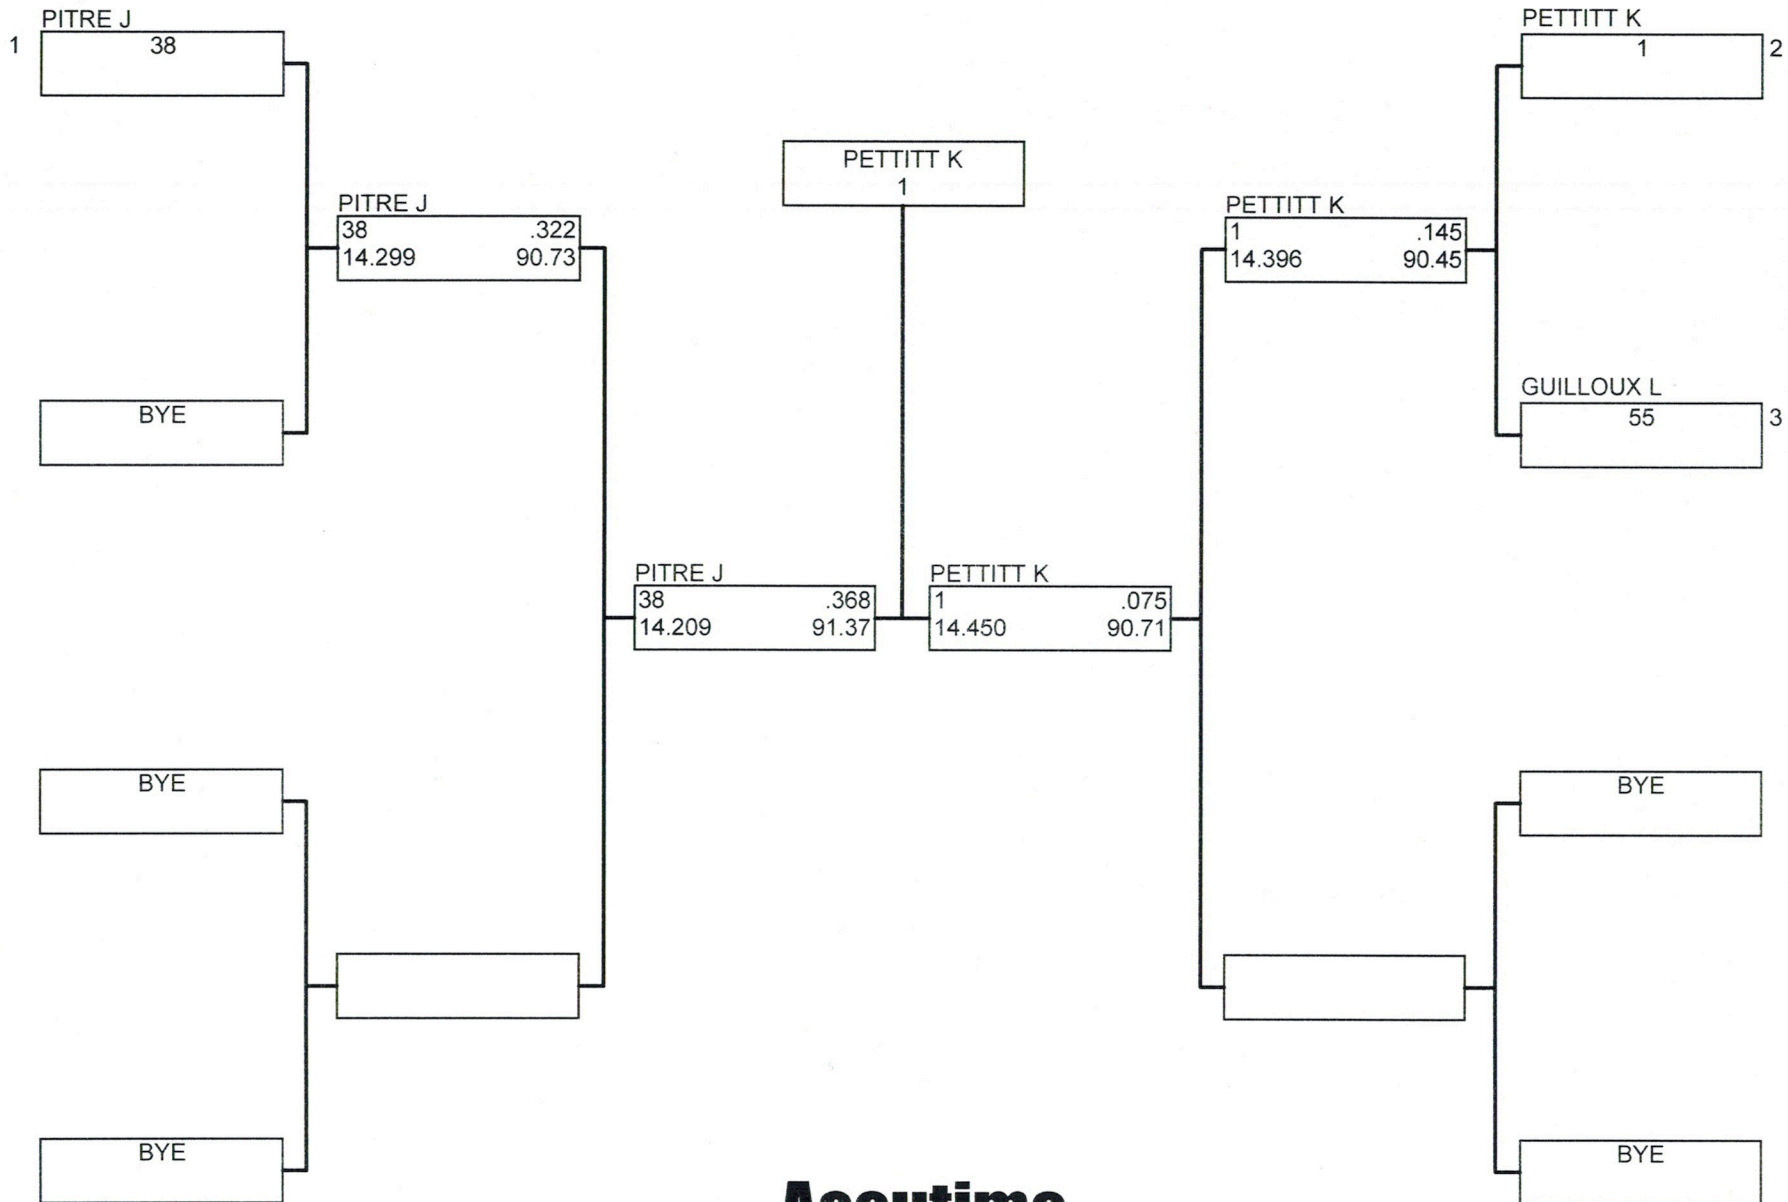 PITRE J
1
38
BYE
BYE
BYE
PITRE J
38 .322
14.299 90.73
PITRE J
38 .368
14.209 91.37
PETTITT K
1
PETTITT K
1 .075
14.450 90.71
PETTITT K
1 .145
14.396 90.45
PETTITT K
1
2
GUILLOUX L
55
3
BYE
BYE
Accutime